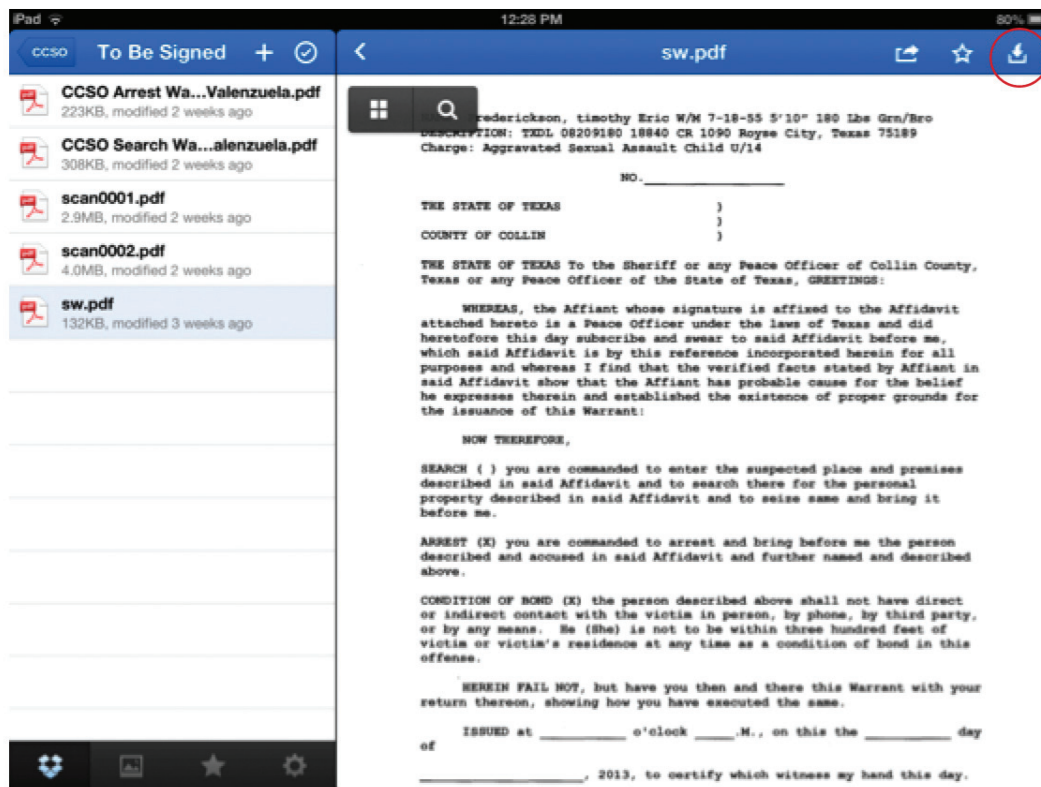 iPad
12:28 PM
80%
CCSO
To Be Signed
sw.pdf
CCSO Arrest Wa...Valenzuela.pdf
223KB, modified 2 weeks ago
CCSO Search Wa...alenzuela.pdf
308KB, modified 2 weeks ago
scan0001.pdf
2.9MB, modified 2 weeks ago
scan0002.pdf
4.0MB, modified 2 weeks ago
sw.pdf
132KB, modified 3 weeks ago
rederickson, timothy Eric W/M 7-18-55 5'10" 180 Lbs Grn/Bro
DESCRIPTION: TXDL 08209180 18840 CR 1090 Royse City, Texas 75189
Charge: Aggravated Sexual Assault Child U/14
NO.
THE STATE OF TEXAS )
)
COUNTY OF COLLIN )
THE STATE OF TEXAS To the Sheriff or any Peace Officer of Collin County,
Texas or any Peace Officer of the State of Texas, GREETINGS:
WHEREAS, the Affiant whose signature is affixed to the Affidavit
attached hereto is a Peace Officer under the laws of Texas and did
heretofore this day subscribe and swear to said Affidavit before me,
which said Affidavit is by this reference incorporated herein for all
purposes and whereas I find that the verified facts stated by Affiant in
said Affidavit show that the Affiant has probable cause for the belief
he expresses therein and established the existence of proper grounds for
the issuance of this Warrant:
NOW THEREFORE,
SEARCH ( ) you are commanded to enter the suspected place and premises
described in said Affidavit and to search there for the personal
property described in said Affidavit and to seize same and bring it
before me.
ARREST (X) you are commanded to arrest and bring before me the person
described and accused in said Affidavit and further named and described
above.
CONDITION OF BOND (X) the person described above shall not have direct
or indirect contact with the victim in person, by phone, by third party,
or by any means. He (She) is not to be within three hundred feet of
victim or victim's residence at any time as a condition of bond in this
offense.
HEREIN FAIL NOT, but have you then and there this Warrant with your
return thereon, showing how you have executed the same.
ISSUED at __________ o'clock _____.M., on this the __________ day
of
_______________, 2013, to certify which witness my hand this day.